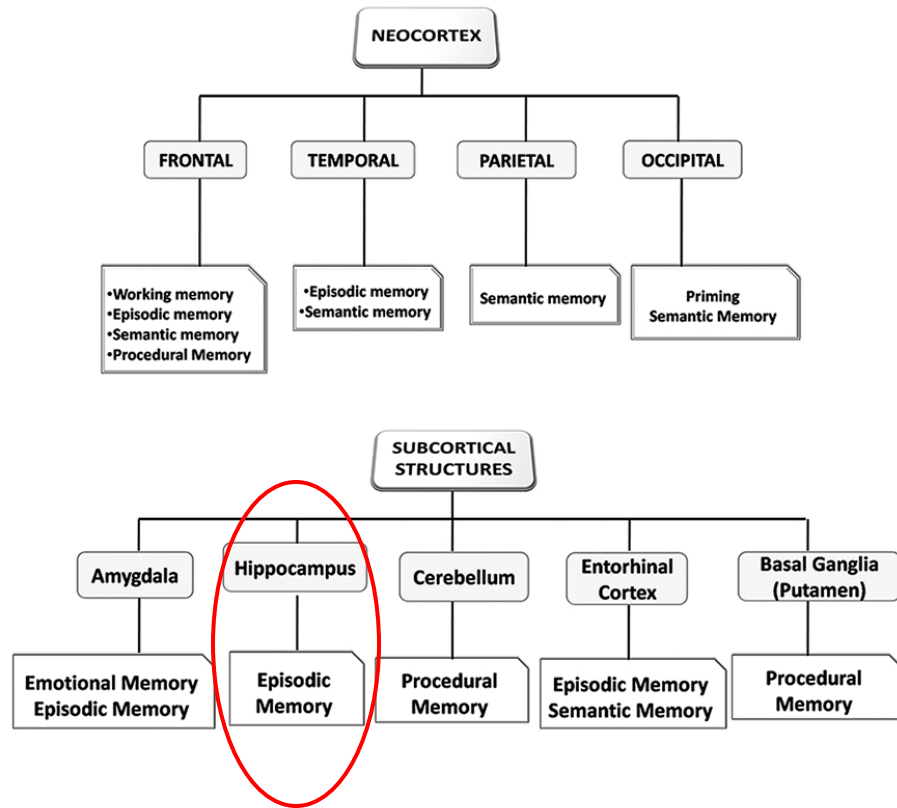 NEOCORTEX
FRONTAL
TEMPORAL
PARIETAL
OCCIPITAL
•Working memory
•Episodic memory
•Semantic memory
•Procedural Memory
•Episodic memory
•Semantic memory
Semantic memory
Priming
Semantic Memory
SUBCORTICAL
STRUCTURES
Amygdala
Hippocampus
Cerebellum
Entorhinal
Cortex
Basal Ganglia
(Putamen)
Emotional Memory
Episodic Memory
Episodic
Memory
Procedural
Memory
Episodic Memory
Semantic Memory
Procedural
Memory